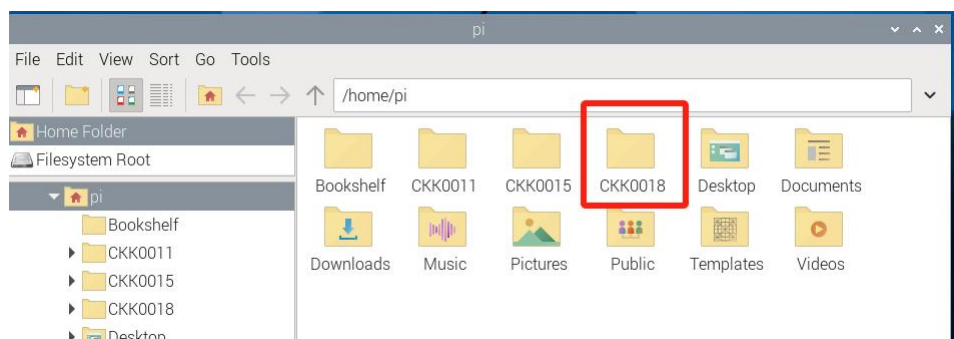 pi
File Edit View Sort Go Tools
/home/pi
Home Folder
Filesystem Root
pi
Bookshelf
CKK0011
CKK0015
CKK0018
Desktop
Bookshelf CKK0011 CKK0015 CKK0018 Desktop Documents
Downloads Music Pictures Public Templates Videos